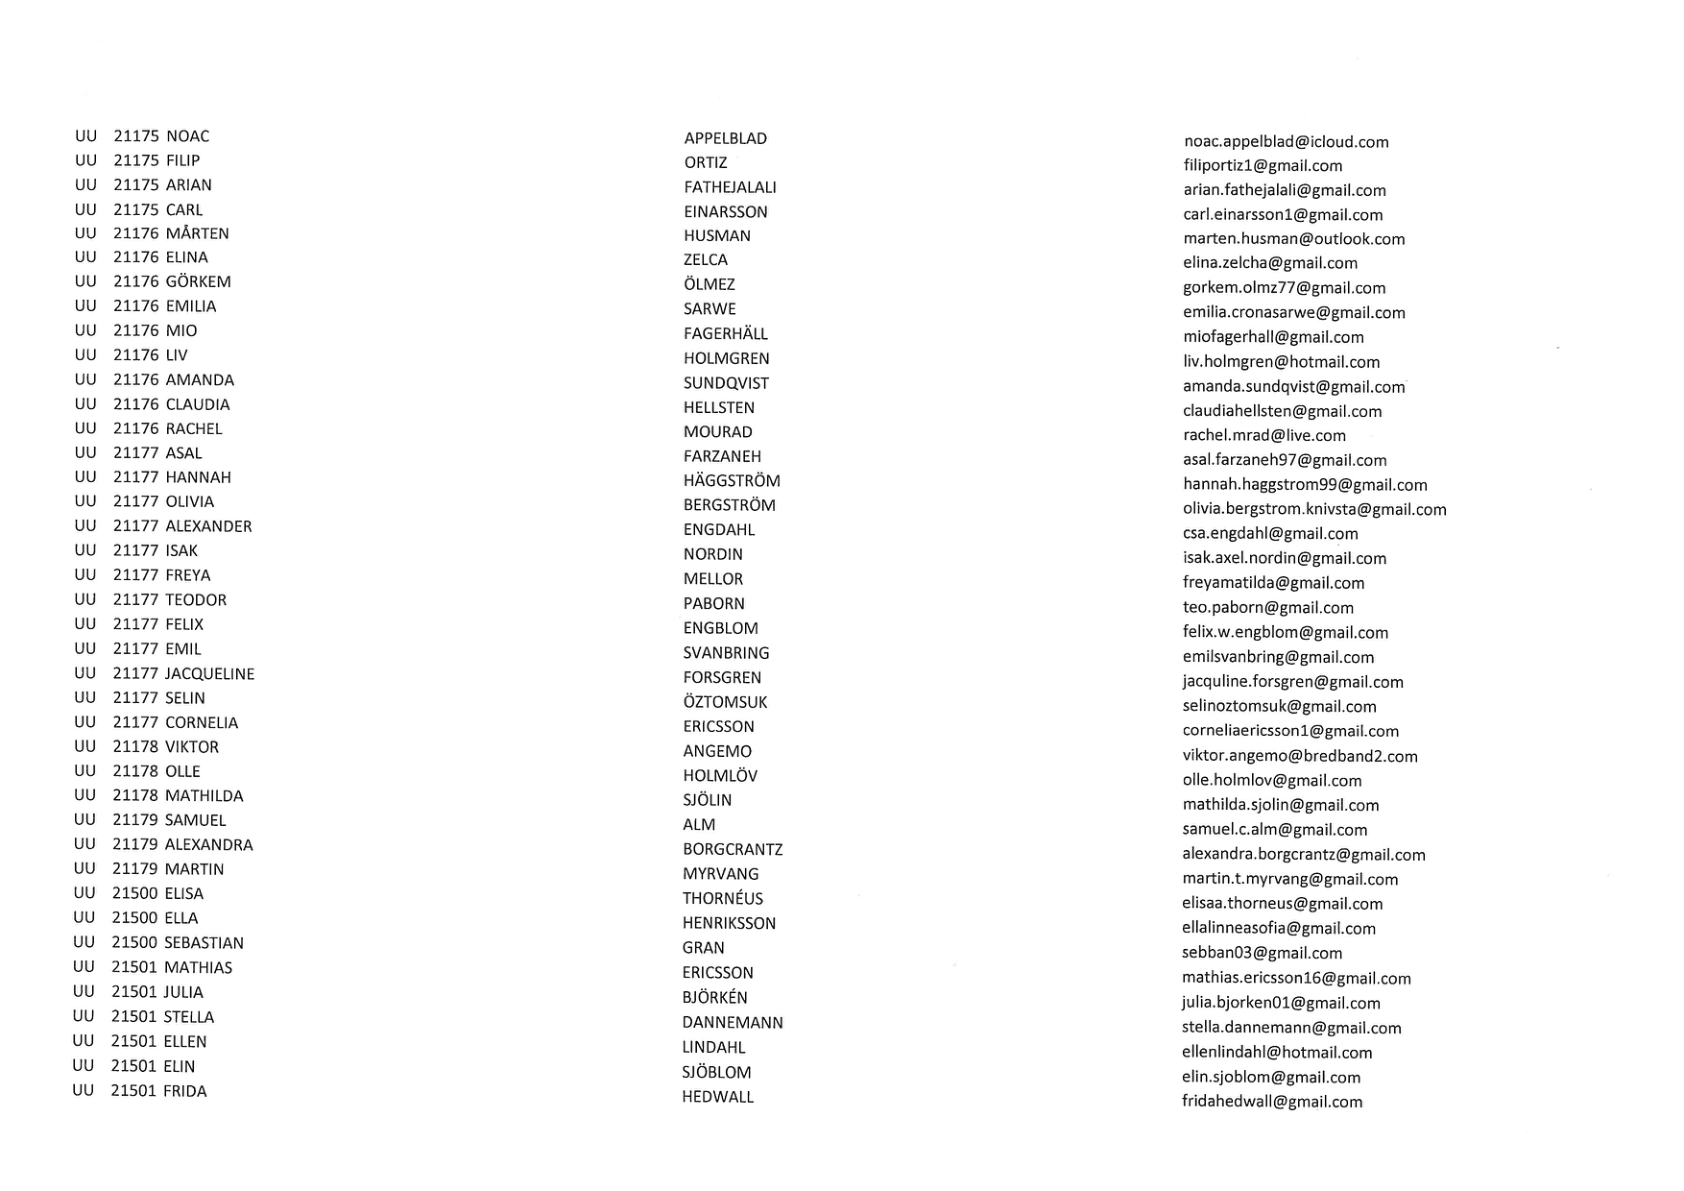 UU 21175 NOAC APPELBLAD noac.appelblad@icloud.com
UU 21175 FILIP ORTIZ filiportiz1@gmail.com
UU 21175 ARIAN FATHEJALALI arian.fathejalali@gmail.com
UU 21175 CARL EINARSSON carl.einarsson1@gmail.com
UU 21176 MÅRTEN HUSMAN marten.husman@outlook.com
UU 21176 ELINA ZELCA elina.zelcha@gmail.com
UU 21176 GÖRKEM ÖLMEZ gorkem.olmz77@gmail.com
UU 21176 EMILIA SARWE emilia.cronasarwe@gmail.com
UU 21176 MIO FAGERHÄLL miofagerhall@gmail.com
UU 21176 LIV HOLMGREN liv.holmgren@hotmail.com
UU 21176 AMANDA SUNDQVIST amanda.sundqvist@gmail.com
UU 21176 CLAUDIA HELLSTEN claudiahellsten@gmail.com
UU 21176 RACHEL MOURAD rachel.mrad@live.com
UU 21177 ASAL FARZANEH asal.farzaneh97@gmail.com
UU 21177 HANNAH HÄGGSTRÖM hannah.haggstrom99@gmail.com
UU 21177 OLIVIA BERGSTRÖM olivia.bergstrom.knivsta@gmail.com
UU 21177 ALEXANDER ENGDAHL csa.engdahl@gmail.com
UU 21177 ISAK NORDIN isak.axel.nordin@gmail.com
UU 21177 FREYA MELLOR freyamatilda@gmail.com
UU 21177 TEODOR PABORN teo.paborn@gmail.com
UU 21177 FELIX ENGBLOM felix.w.engblom@gmail.com
UU 21177 EMIL SVANBRING emilsvanbring@gmail.com
UU 21177 JACQUELINE FORSGREN jacquline.forsgren@gmail.com
UU 21177 SELIN ÖZTOMSUK selinoztomsuk@gmail.com
UU 21177 CORNELIA ERICSSON corneliaericsson1@gmail.com
UU 21178 VIKTOR ANGEMO viktor.angemo@bredband2.com
UU 21178 OLLE HOLMLÖV olle.holmlov@gmail.com
UU 21178 MATHILDA SJÖLIN mathilda.sjolin@gmail.com
UU 21179 SAMUEL ALM samuel.c.alm@gmail.com
UU 21179 ALEXANDRA BORGCRANTZ alexandra.borgcrantz@gmail.com
UU 21179 MARTIN MYRVANG martin.t.myrvang@gmail.com
UU 21500 ELISA THORNÉUS elisaa.thorneus@gmail.com
UU 21500 ELLA HENRIKSSON ellalinneasofia@gmail.com
UU 21500 SEBASTIAN GRAN sebban03@gmail.com
UU 21501 MATHIAS ERICSSON mathias.ericsson16@gmail.com
UU 21501 JULIA BJÖRKÉN julia.bjorken01@gmail.com
UU 21501 STELLA DANNEMANN stella.dannemann@gmail.com
UU 21501 ELLEN LINDAHL ellenlindahl@hotmail.com
UU 21501 ELIN SJÖBLOM elin.sjoblom@gmail.com
UU 21501 FRIDA HEDWALL fridahedwall@gmail.com